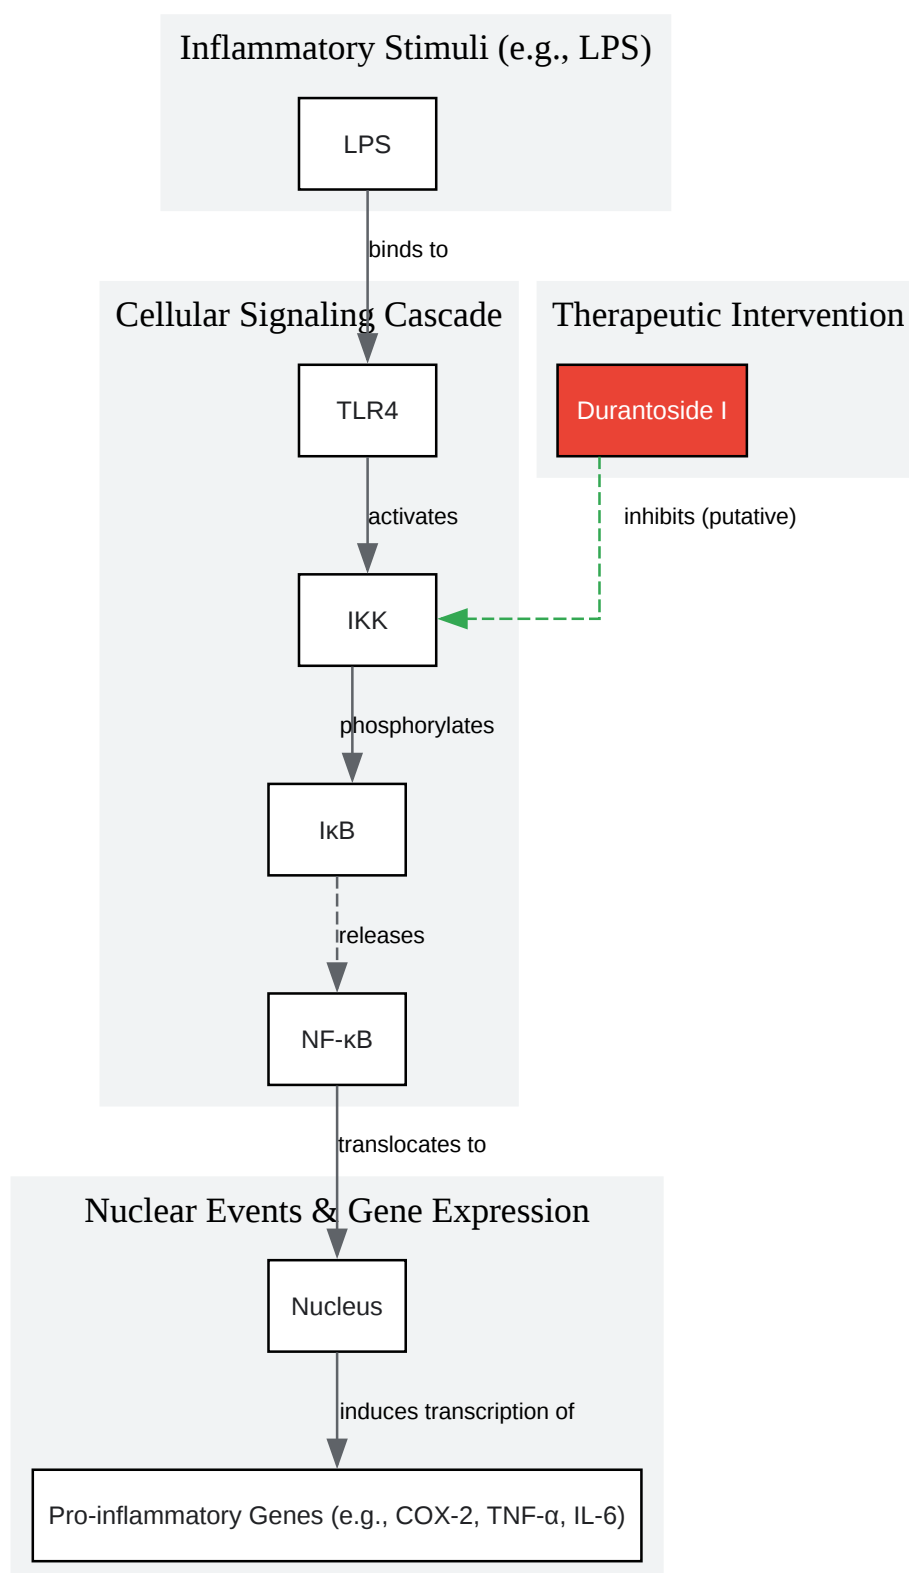 Inflammatory Stimuli (e.g., LPS)
LPS
binds to
Cellular Signaling Cascade
Therapeutic Intervention
TLR4
Durantoside I
activates
inhibits (putative)
IKK
phosphorylates
IκB
releases
NF-κB
translocates to
Nuclear Events & Gene Expression
Nucleus
induces transcription of
Pro-inflammatory Genes (e.g., COX-2, TNF-α, IL-6)